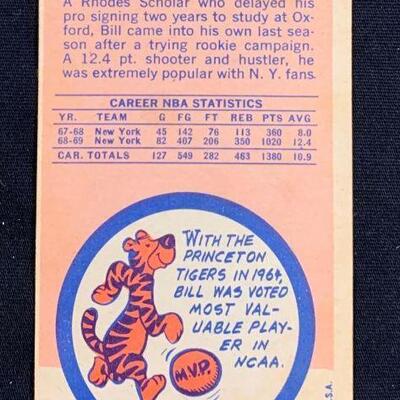 A Rhodes Scholar who delayed his
pro signing two years to study at Ox-
ford, Bill came into his own last sea-
son after a trying rookie campaign.
A 12.4 pt. shooter and hustler, he
was extremely popular with N. Y. fans.
CAREER NBA STATISTICS
YR. TEAM G FG FT REB PTS AVG
67-68 New York 45 142 76 113 360 8.0
68-69 New York 82 407 206 350 1020 12.4
CAR. TOTALS 127 549 282 463 1380 10.9
WITH THE
PRINCETON
TIGERS IN 1964,
BILL WAS VOTED
MOST VAL-
UABLE PLAY-
ER IN
NCAA.
M.V.P.
S.A.